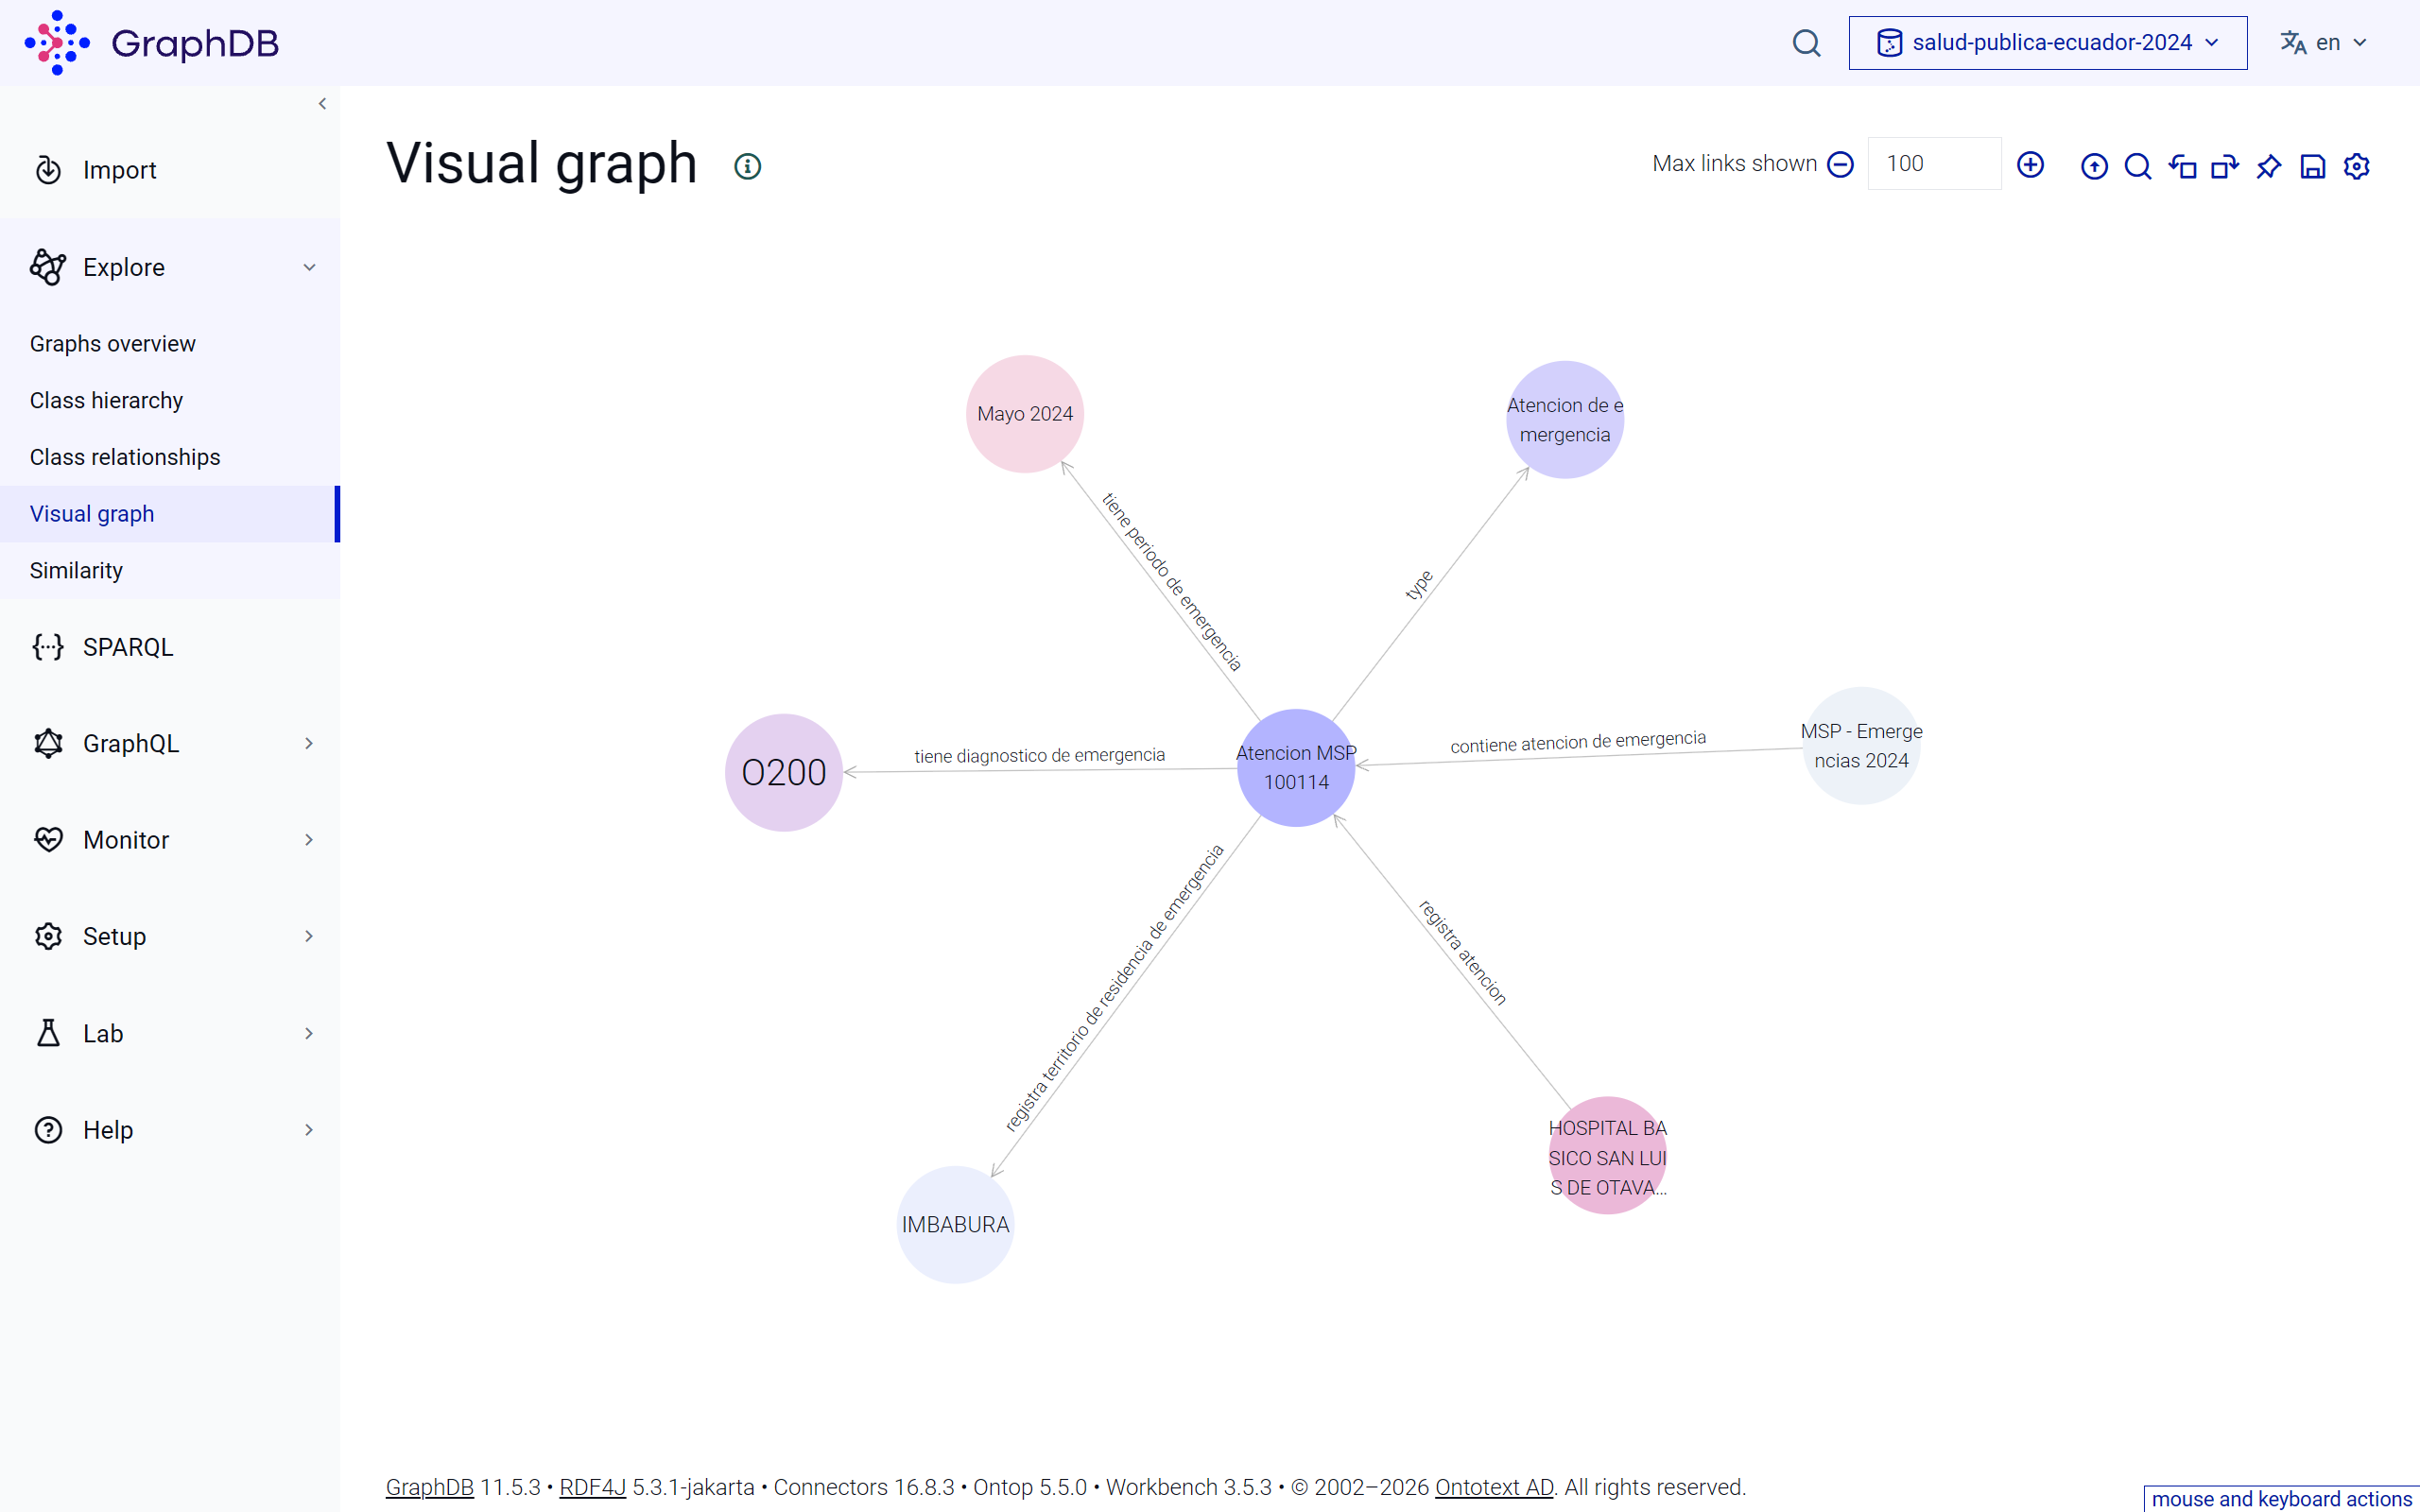 GraphDB
salud-publica-ecuador-2024
en
Import
Explore
Graphs overview
Class hierarchy
Class relationships
Visual graph
Similarity
SPARQL
GraphQL
Monitor
Setup
Lab
Help
Visual graph
Max links shown
100
Mayo 2024
Atencion de e
mergencia
tiene periodo de emergencia
type
O200
tiene diagnostico de emergencia
Atencion MSP
100114
contiene atencion de emergencia
MSP - Emerge
ncias 2024
registra territorio de residencia de emergencia
registra atencion
HOSPITAL BA
SICO SAN LUI
S DE OTAVA...
IMBABURA
GraphDB 11.5.3 • RDF4J 5.3.1-jakarta • Connectors 16.8.3 • Ontop 5.5.0 • Workbench 3.5.3 • © 2002–2026 Ontotext AD. All rights reserved.
mouse and keyboard actions